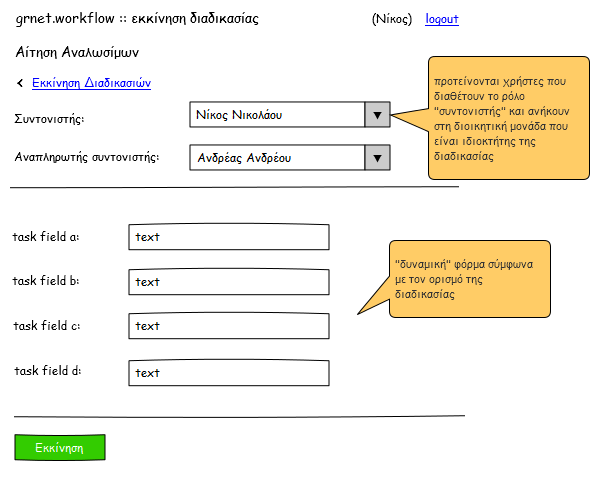 grnet.workflow :: εκκίνηση διαδικασίας
(Νίκος) logout
Αίτηση Αναλωσίμων
< Εκκίνηση Διαδικασιών
Συντονιστής: Νίκος Νικολάου
προτείνονται χρήστες που
διαθέτουν το ρόλο
"συντονιστής" και ανήκουν
στη διοικητική μονάδα που
είναι ιδιοκτήτης της
διαδικασίας
Αναπληρωτής συντονιστής: Ανδρέας Ανδρέου
task field a: text
task field b: text
task field c: text
task field d: text
"δυναμική" φόρμα σύμφωνα
με τον ορισμό της
διαδικασίας
Εκκίνηση